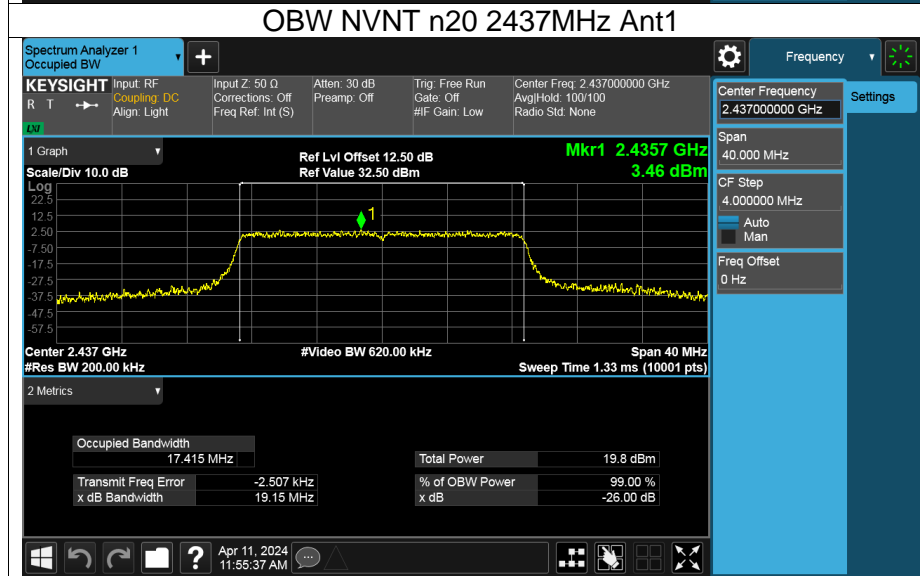 OBW NVNT n20 2437MHz Ant1
Spectrum Analyzer 1
Occupied BW
+
Frequency
KEYSIGHT
R T
LXI
Input: RF
Coupling: DC
Align: Light
Input Z: 50 Ω
Corrections: Off
Freq Ref: Int (S)
Atten: 30 dB
Preamp: Off
Trig: Free Run
Gate: Off
#IF Gain: Low
Center Freq: 2.437000000 GHz
Avg|Hold: 100/100
Radio Std: None
Center Frequency
2.437000000 GHz
Settings
Span
40.000 MHz
CF Step
4.000000 MHz
Auto
Man
Freq Offset
0 Hz
1 Graph
Ref Lvl Offset 12.50 dB
Mkr1 2.4357 GHz
Scale/Div 10.0 dB
Ref Value 32.50 dBm
3.46 dBm
Log
22.5
12.5
2.50
-7.50
-17.5
-27.5
-37.5
-47.5
-57.5
1
Center 2.437 GHz
#Video BW 620.00 kHz
Span 40 MHz
#Res BW 200.00 kHz
Sweep Time 1.33 ms (10001 pts)
2 Metrics
Occupied Bandwidth
17.415 MHz
Total Power 19.8 dBm
Transmit Freq Error -2.507 kHz
% of OBW Power 99.00 %
x dB Bandwidth 19.15 MHz
x dB -26.00 dB
?
Apr 11, 2024
11:55:37 AM